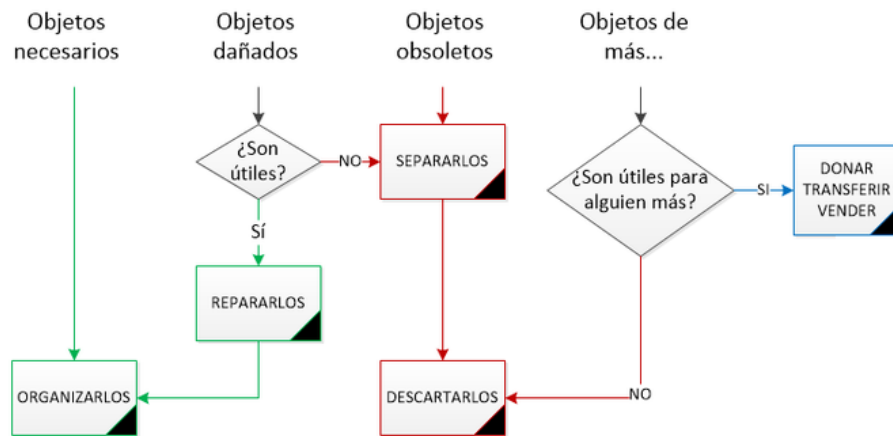 Objetos
necesarios
Objetos
dañados
Objetos
obsoletos
Objetos de
más...
¿Son
útiles?
NO
SEPARARLOS
¿Son útiles para
alguien más?
SI
DONAR
TRANSFERIR
VENDER
Sí
REPARARLOS
ORGANIZARLOS
DESCARTARLOS
NO